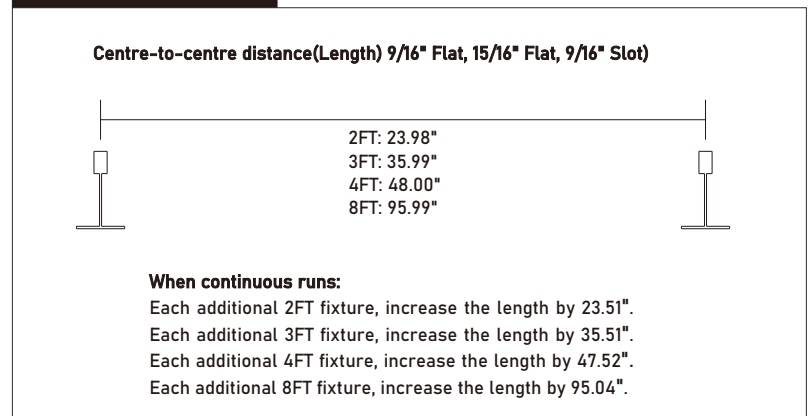 Centre-to-centre distance(Length) 9/16" Flat, 15/16" Flat, 9/16" Slot)
2FT: 23.98"
3FT: 35.99"
4FT: 48.00"
8FT: 95.99"
When continuous runs:
Each additional 2FT fixture, increase the length by 23.51".
Each additional 3FT fixture, increase the length by 35.51".
Each additional 4FT fixture, increase the length by 47.52".
Each additional 8FT fixture, increase the length by 95.04".